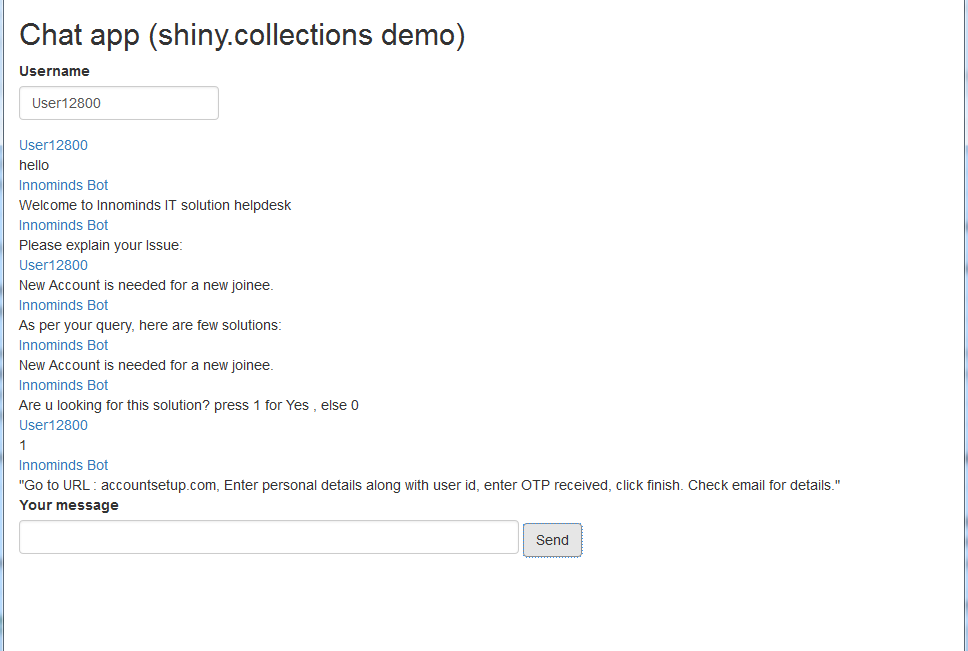 Chat app (shiny.collections demo)
Username
User12800
User12800
hello
Innominds Bot
Welcome to Innominds IT solution helpdesk
Innominds Bot
Please explain your Issue:
User12800
New Account is needed for a new joinee.
Innominds Bot
As per your query, here are few solutions:
Innominds Bot
New Account is needed for a new joinee.
Innominds Bot
Are u looking for this solution? press 1 for Yes , else 0
User12800
1
Innominds Bot
"Go to URL : accountsetup.com, Enter personal details along with user id, enter OTP received, click finish. Check email for details."
Your message
Send